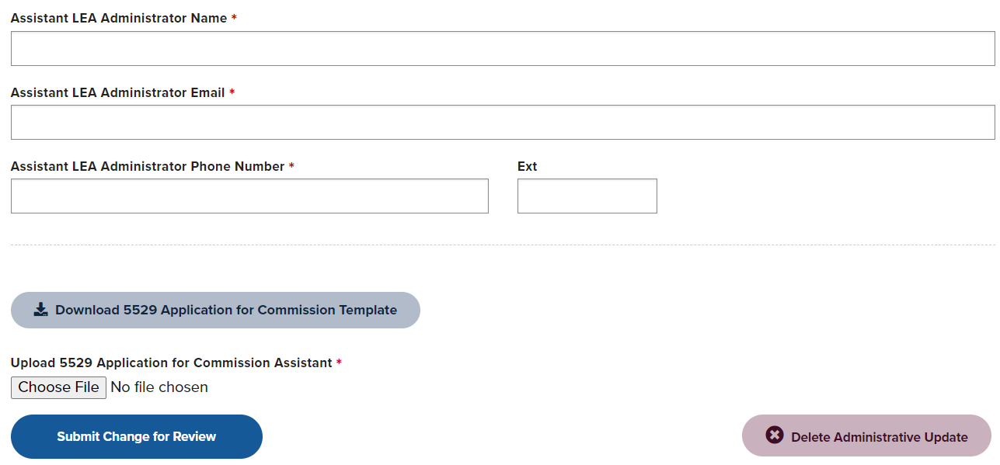 Assistant LEA Administrator Name *
Assistant LEA Administrator Email *
Assistant LEA Administrator Phone Number * Ext
Download 5529 Application for Commission Template
Upload 5529 Application for Commission Assistant *
Choose File No file chosen
Submit Change for Review Delete Administrative Update